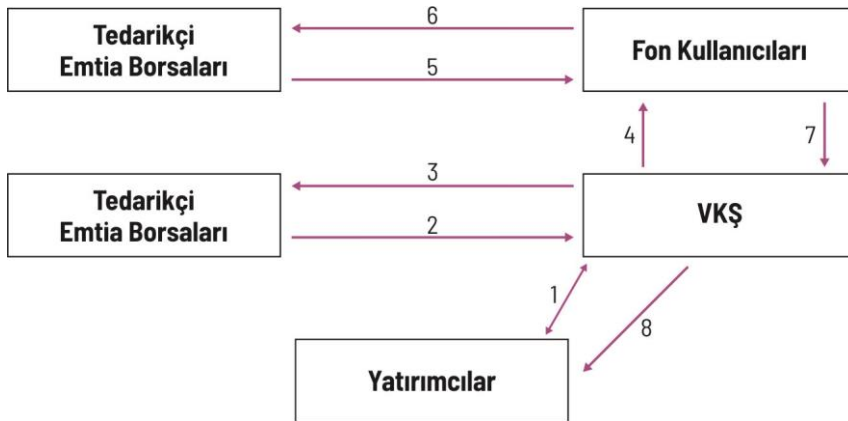 Tedarikçi
Emtia Borsaları
6
5
Fon Kullanıcıları
4
7
Tedarikçi
Emtia Borsaları
3
2
VKŞ
1
8
Yatırımcılar